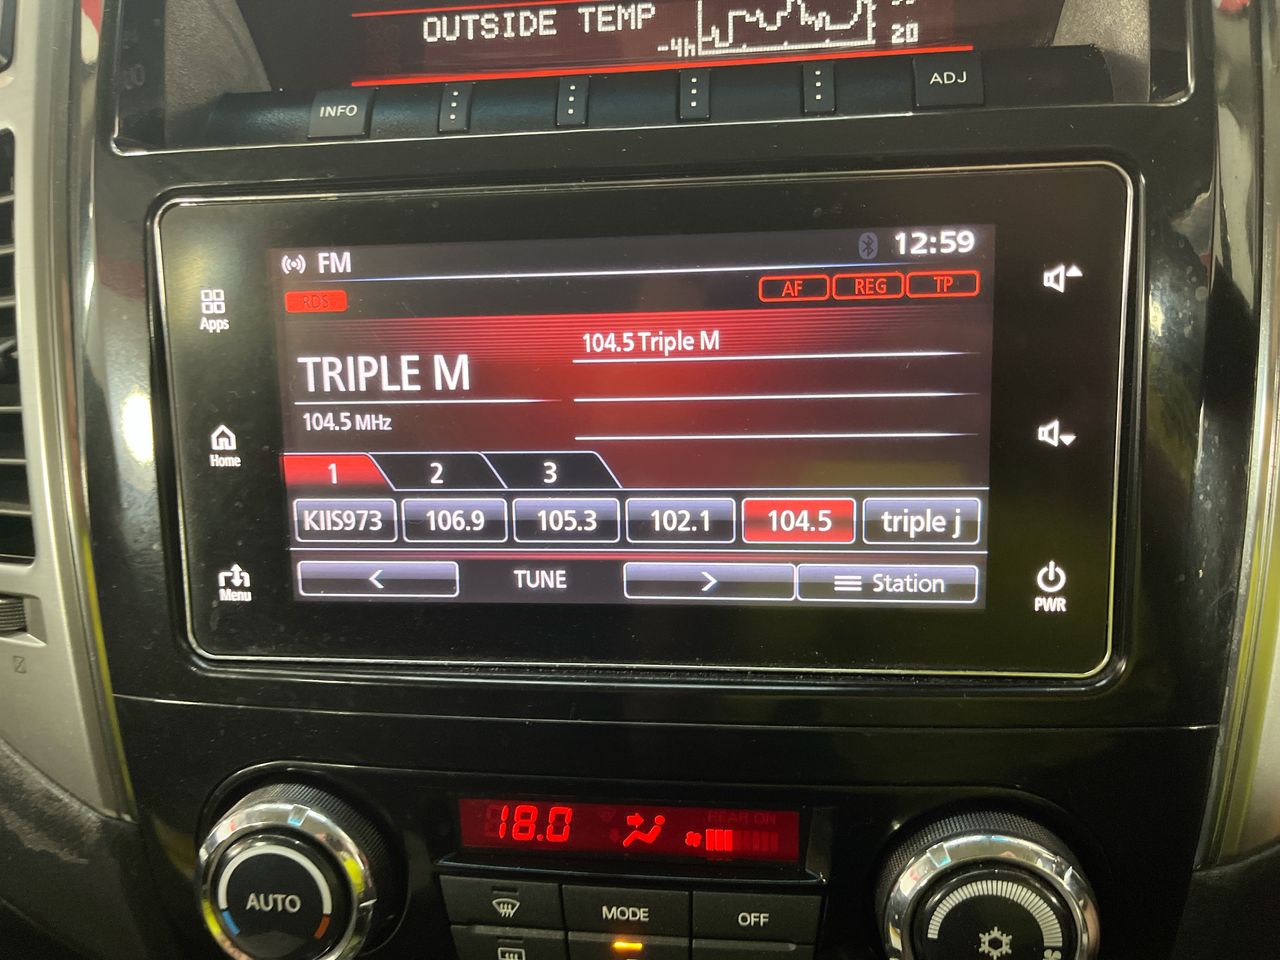 OUTSIDE TEMP
-4h
20
INFO
ADJ
FM
12:59
RDS
AF REG TP
Apps
104.5 Triple M
TRIPLE M
104.5 MHz
Home
1 2 3
KIIS973 106.9 105.3 102.1 104.5 triple j
< TUNE > Station
Menu
PWR
18.0
REAR ON
AUTO
MODE
OFF